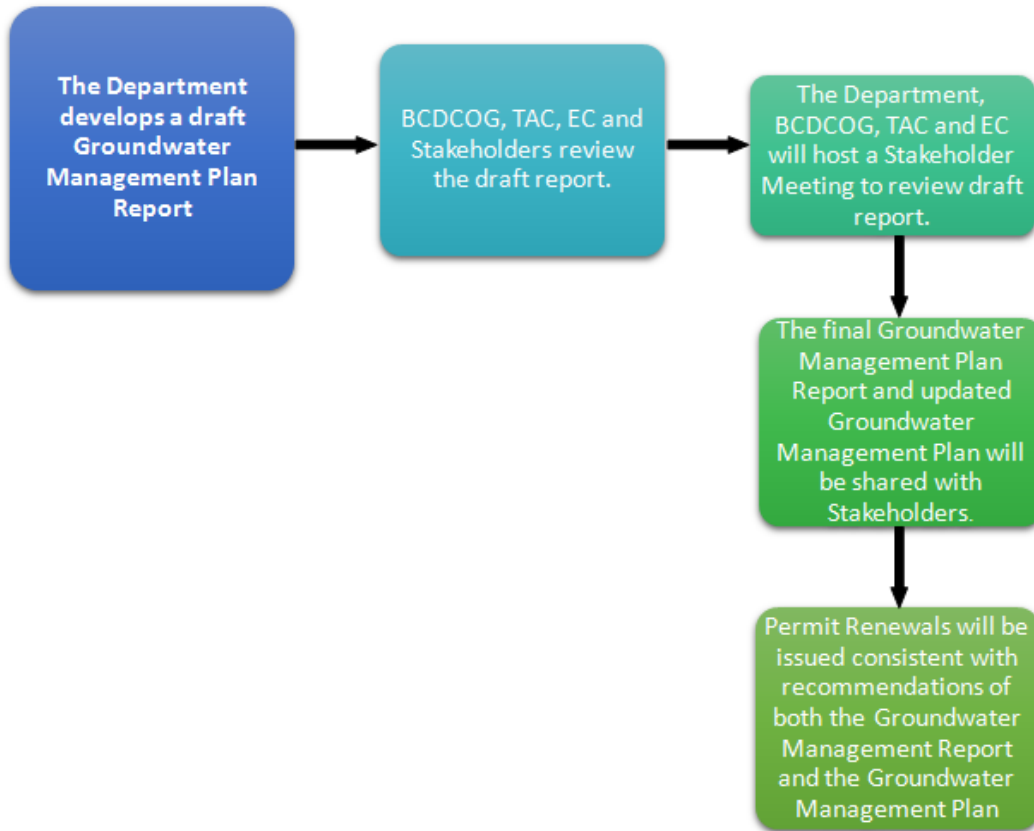 The Department
develops a draft
Groundwater
Management Plan
Report
BCDCOG, TAC, EC and
Stakeholders review
the draft report.
The Department,
BCDCOG, TAC and EC
will host a Stakeholder
Meeting to review draft
report.
The final Groundwater
Management Plan
Report and updated
Groundwater
Management Plan will
be shared with
Stakeholders.
Permit Renewals will be
issued consistent with
recommendations of
both the Groundwater
Management Report
and the Groundwater
Management Plan